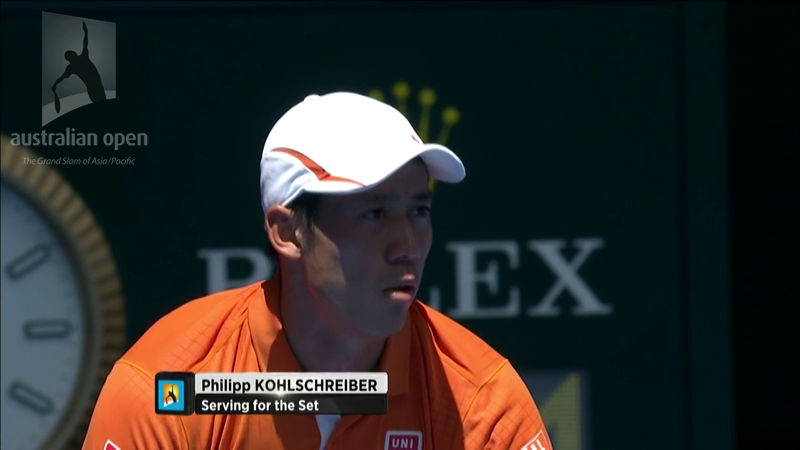 australian open
The Grand Slam of Asia/Pacific
ROLEX
Philipp KOHLSCHREIBER
Serving for the Set
UNI